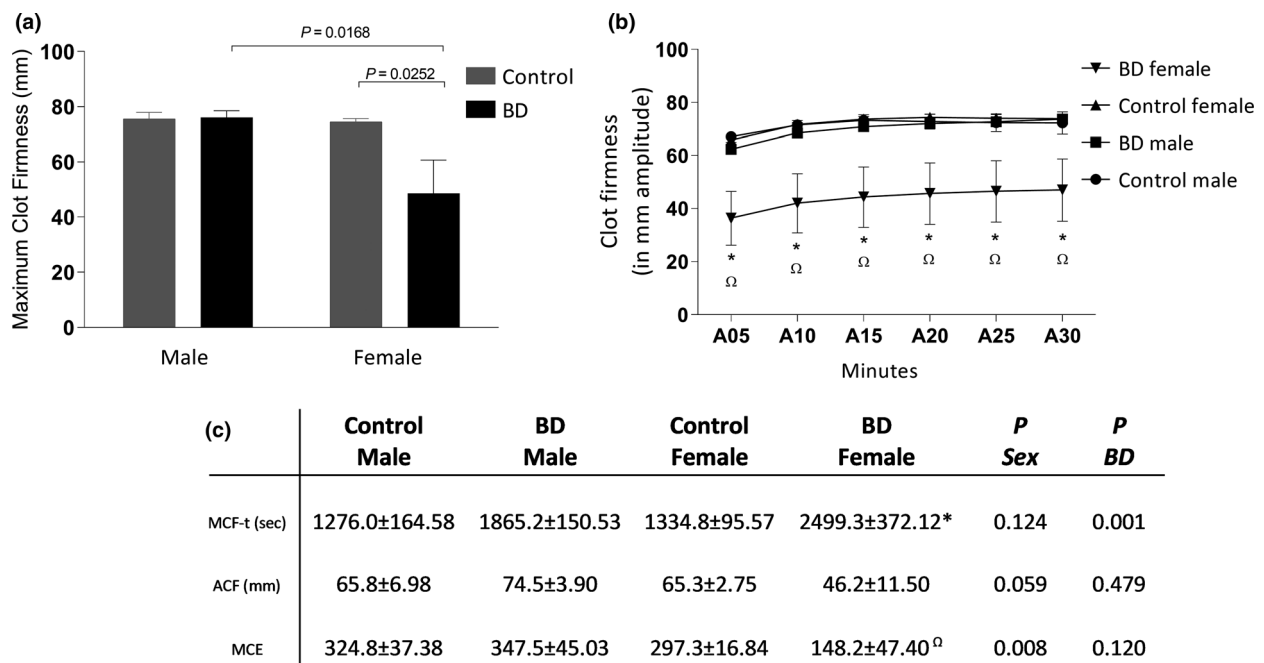 (a)
P = 0.0168
P = 0.0252
Maximum Clot Firmness (mm)
100
80
60
40
20
0
Male
Female
Control
BD
(b)
Clot firmness
(in mm amplitude)
100
80
60
40
20
0
* * * * * *
Ω Ω Ω Ω Ω Ω
A05 A10 A15 A20 A25 A30
Minutes
BD female
Control female
BD male
Control male
(c)
Control Male BD Male Control Female BD Female P Sex P BD
MCF-t (sec) 1276.0±164.58 1865.2±150.53 1334.8±95.57 2499.3±372.12* 0.124 0.001
ACF (mm) 65.8±6.98 74.5±3.90 65.3±2.75 46.2±11.50 0.059 0.479
MCE 324.8±37.38 347.5±45.03 297.3±16.84 148.2±47.40 Ω 0.008 0.120